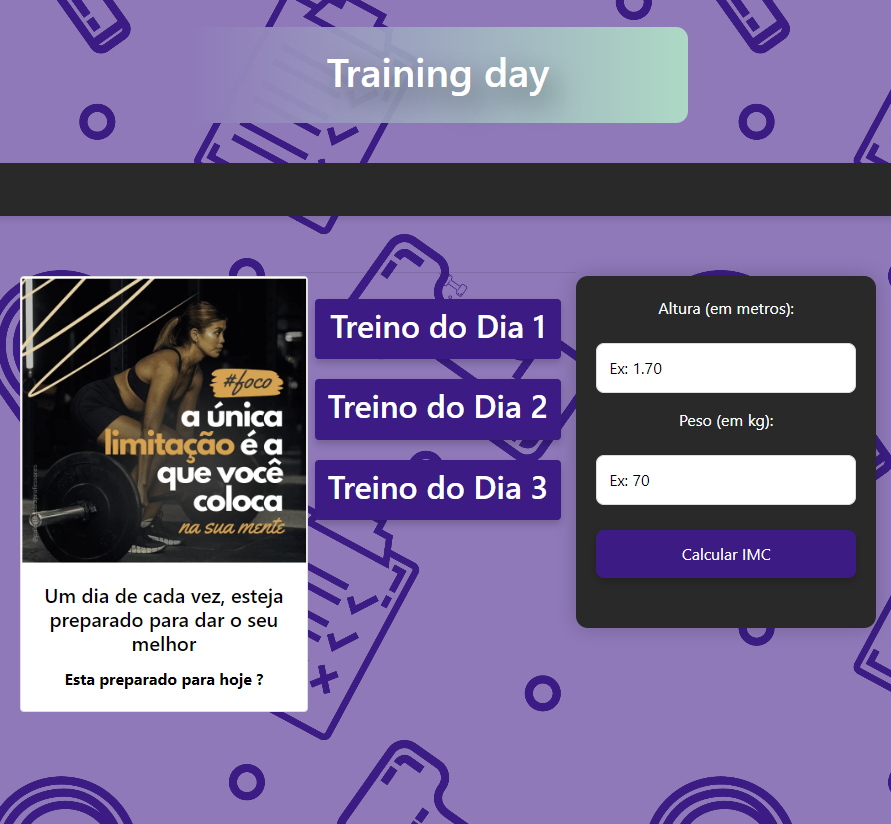 Training day
#foco
a única
limitação é a
que você
coloca
na sua mente
Um dia de cada vez, esteja
preparado para dar o seu
melhor
Esta preparado para hoje ?
Treino do Dia 1
Treino do Dia 2
Treino do Dia 3
Altura (em metros):
Ex: 1.70
Peso (em kg):
Ex: 70
Calcular IMC